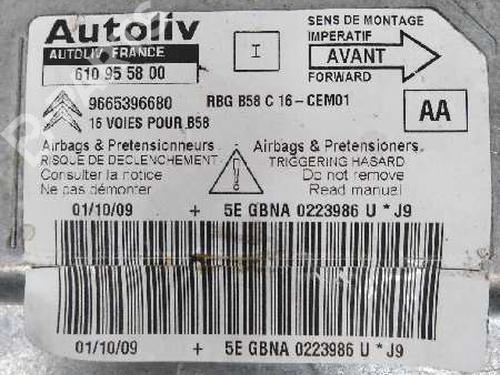 Autoliv
AUTOLIV FRANCE
610 95 58 00
I
SENS DE MONTAGE
IMPERATIF
AVANT
FORWARD
9665396680 RBG B58 C 16-CEM01
16 VOIES POUR B58
AA
Airbags & Pretensionneurs
RISQUE DE DECLENCHEMENT
Consulter la notice
Ne pas démonter
Airbags & Pretensioners
TRIGGERING HASARD
Do not remove
Read manual
01/10/09 + 5E GBNA 0223986 U * J9
01/10/09 + 5E GBNA 0223986 U * J9